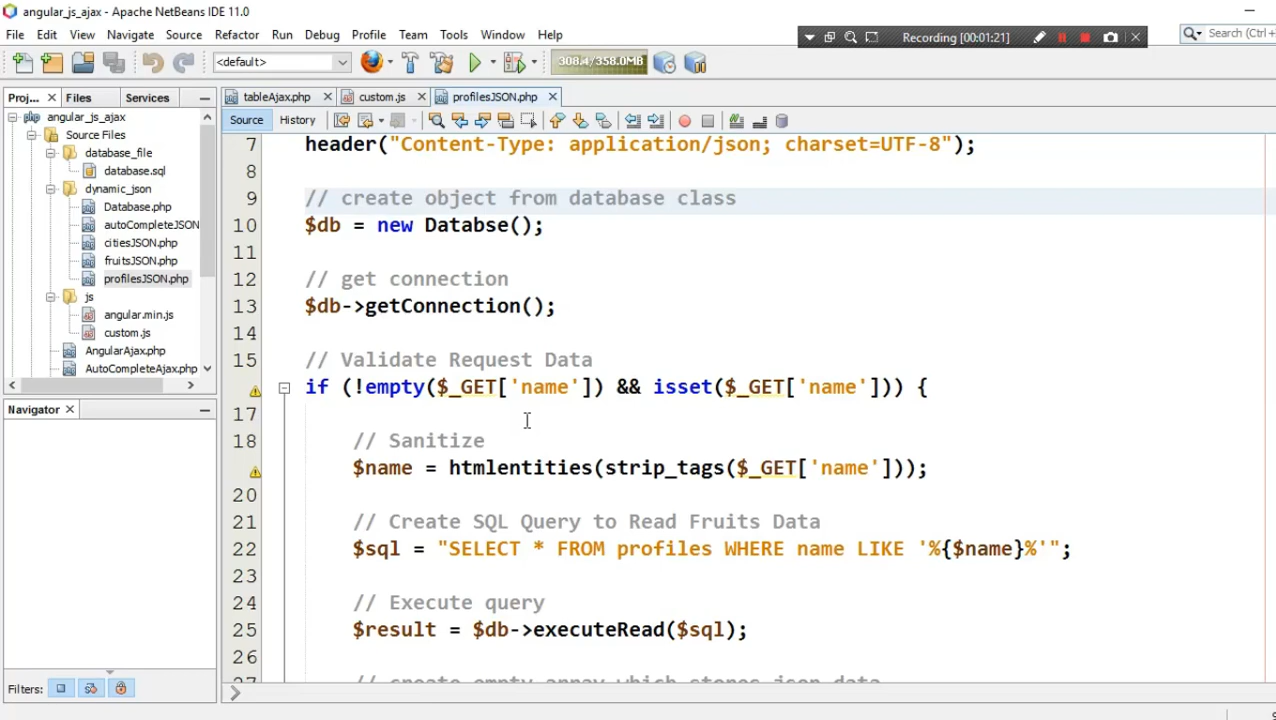 angular_js_ajax - Apache NetBeans IDE 11.0
File Edit View Navigate Source Refactor Run Debug Profile Team Tools Window Help
Recording [00:01:21]
Search (Ctrl+
<default>
308.4/358.0MB
Proj... Files Services
tableAjax.php custom.js profilesJSON.php
Source History
angular_js_ajax
Source Files
database_file
database.sql
dynamic_json
Database.php
autoCompleteJSON
citiesJSON.php
fruitsJSON.php
profilesJSON.php
js
angular.min.js
custom.js
AngularAjax.php
AutoCompleteAjax.php
Navigator
Filters:
7 header("Content-Type: application/json; charset=UTF-8");
8
9 // create object from database class
10 $db = new Databse();
11
12 // get connection
13 $db->getConnection();
14
15 // Validate Request Data
if (!empty($_GET['name']) && isset($_GET['name'])) {
17
18 // Sanitize
$name = htmlentities(strip_tags($_GET['name']));
20
21 // Create SQL Query to Read Fruits Data
22 $sql = "SELECT * FROM profiles WHERE name LIKE '%{$name}%'";
23
24 // Execute query
25 $result = $db->executeRead($sql);
26
27 // create empty array which stores json data